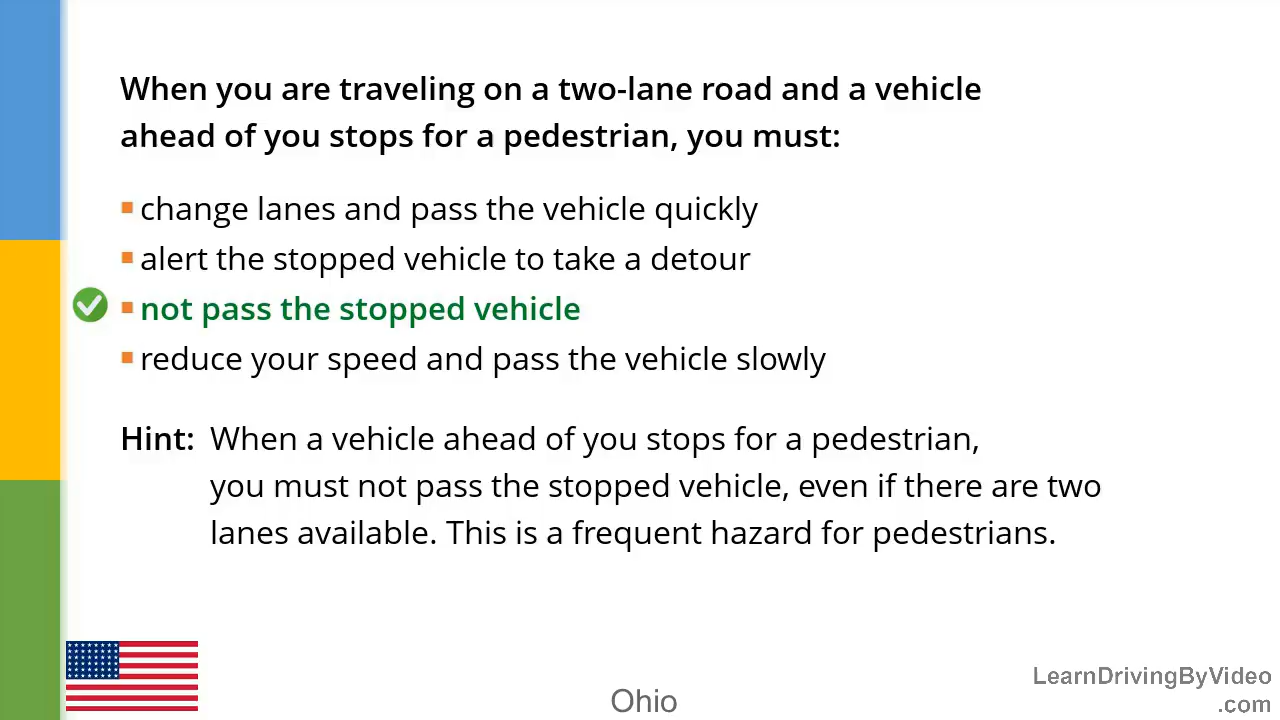 When you are traveling on a two-lane road and a vehicle
ahead of you stops for a pedestrian, you must:
change lanes and pass the vehicle quickly
alert the stopped vehicle to take a detour
not pass the stopped vehicle
reduce your speed and pass the vehicle slowly
Hint: When a vehicle ahead of you stops for a pedestrian,
you must not pass the stopped vehicle, even if there are two
lanes available. This is a frequent hazard for pedestrians.
LearnDrivingByVideo
.com
Ohio